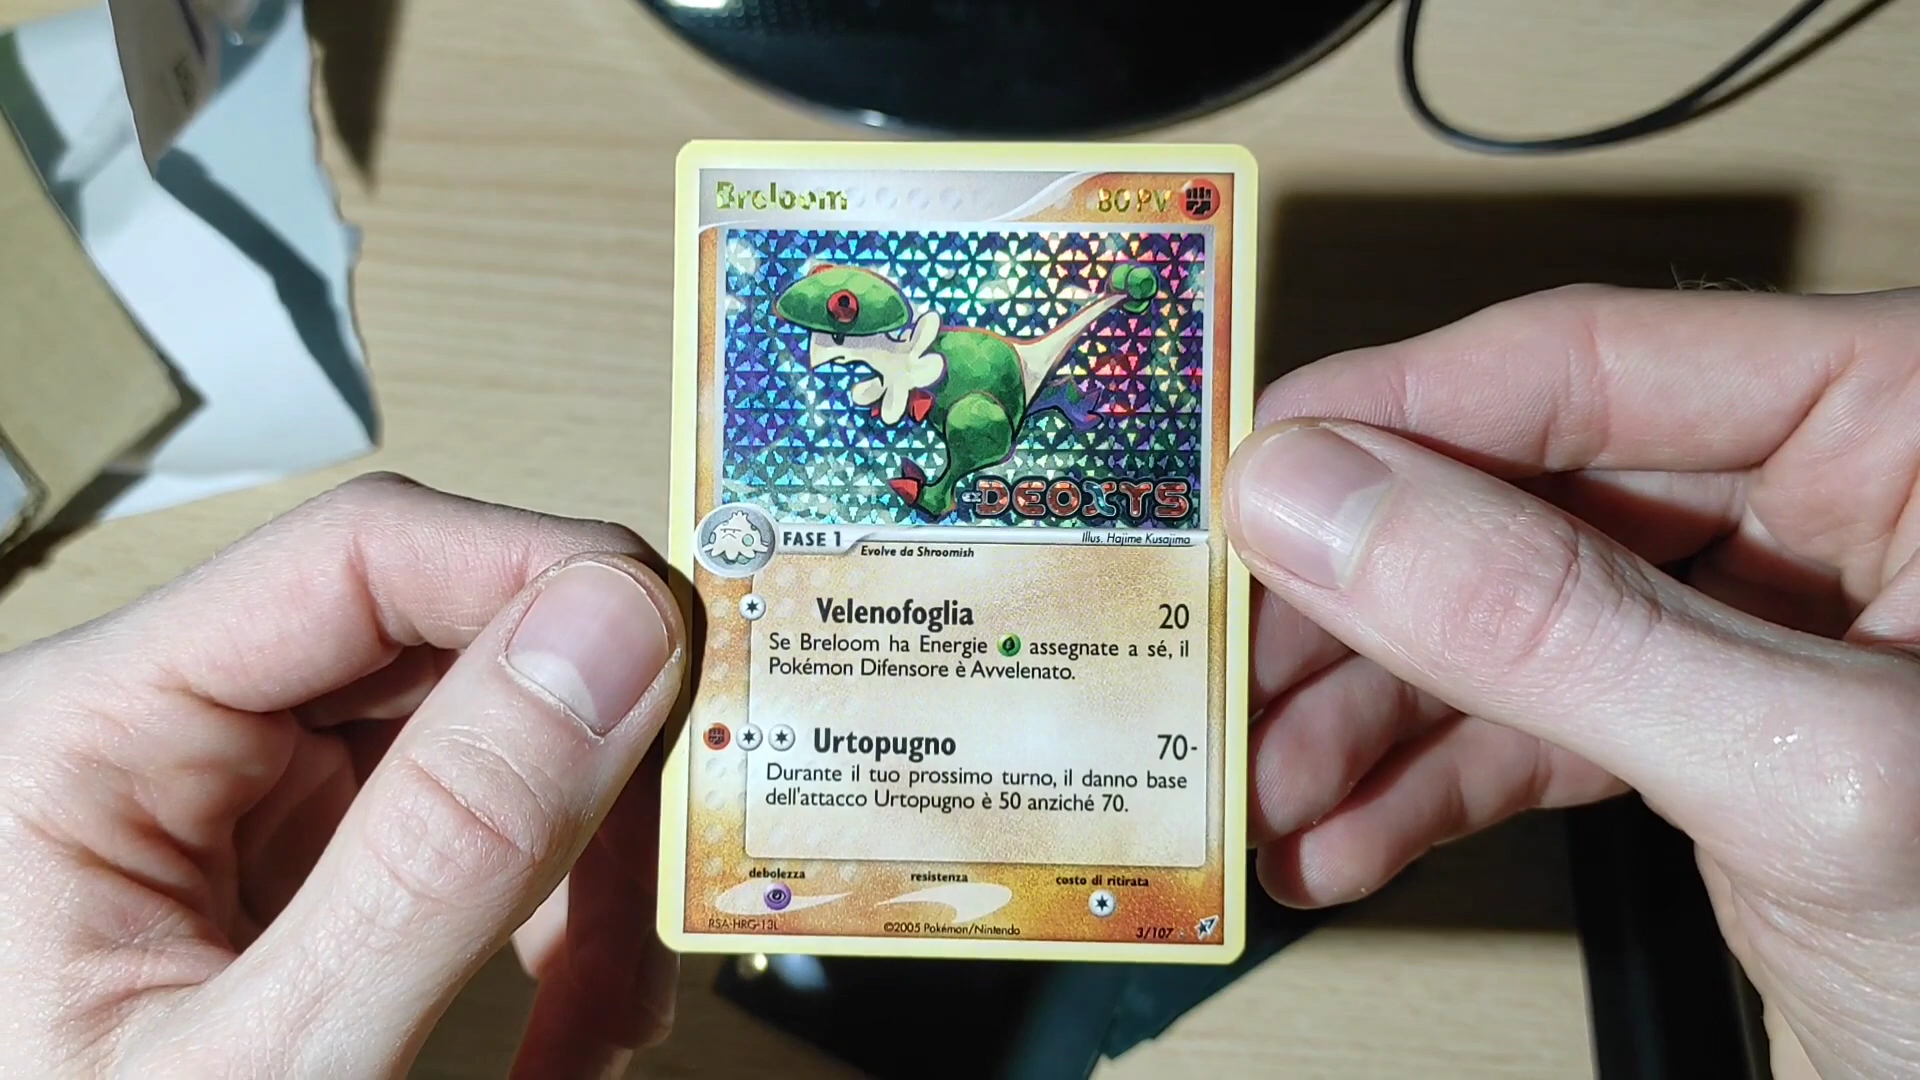 Breloom 80 PV
ex DEOXYS
FASE 1
Illus. Hajime Kusajima
Evolve da Shroomish
Velenofoglia 20
Se Breloom ha Energie assegnate a sé, il
Pokémon Difensore è Avvelenato.
Urtopugno 70-
Durante il tuo prossimo turno, il danno base
dell'attacco Urtopugno è 50 anziché 70.
debolezza resistenza costo di ritirata
RSA-HRG-13L ©2005 Pokémon/Nintendo 3/107